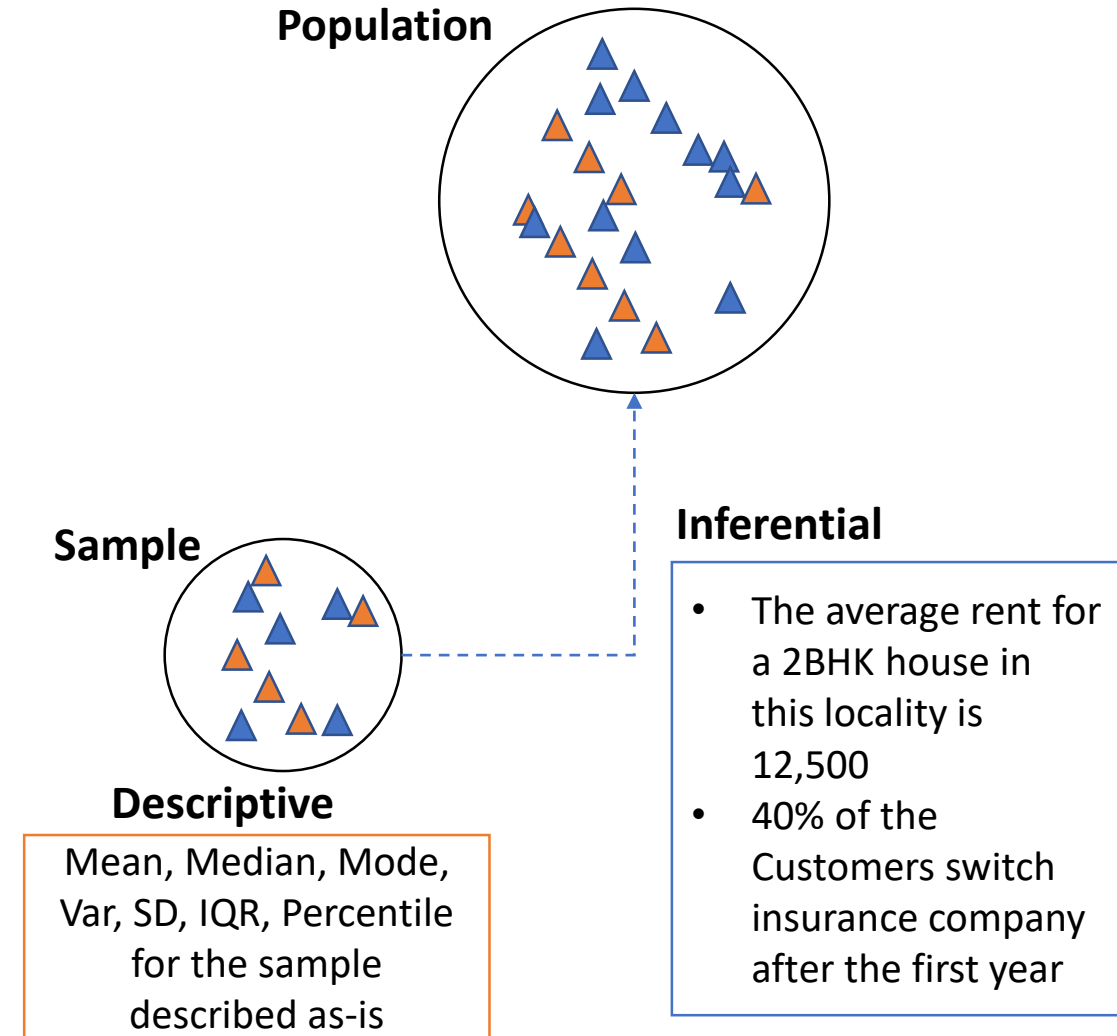 Population
Sample
Descriptive
Mean, Median, Mode,
Var, SD, IQR, Percentile
for the sample
described as-is
Inferential
• The average rent for
a 2BHK house in
this locality is
12,500
• 40% of the
Customers switch
insurance company
after the first year